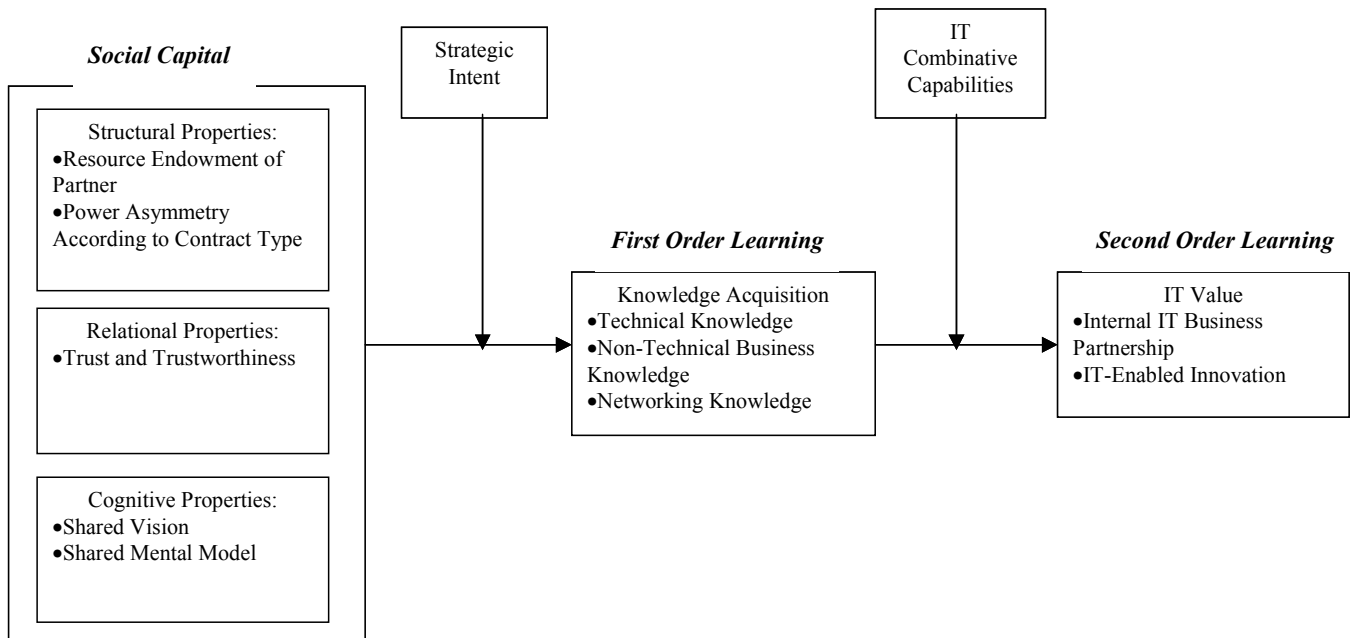 Social Capital
Structural Properties:
•Resource Endowment of
Partner
•Power Asymmetry
According to Contract Type
Relational Properties:
•Trust and Trustworthiness
Cognitive Properties:
•Shared Vision
•Shared Mental Model
Strategic
Intent
First Order Learning
Knowledge Acquisition
•Technical Knowledge
•Non-Technical Business
Knowledge
•Networking Knowledge
IT
Combinative
Capabilities
Second Order Learning
IT Value
•Internal IT Business
Partnership
•IT-Enabled Innovation